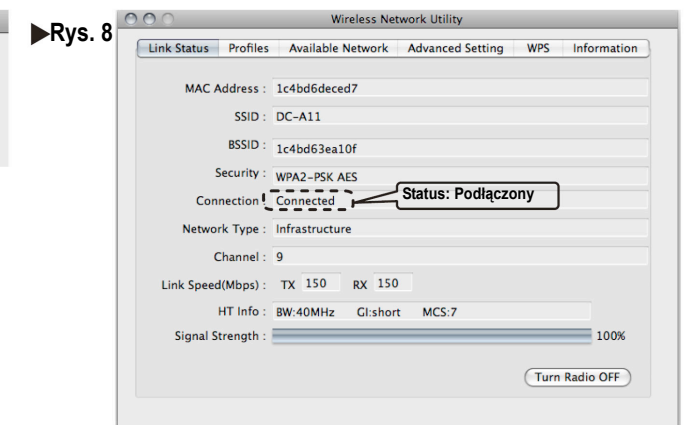 ▶Rys. 8
Wireless Network Utility
Link Status Profiles Available Network Advanced Setting WPS Information
MAC Address : 1c4bd6deced7
SSID : DC-A11
BSSID : 1c4bd63ea10f
Security : WPA2-PSK AES
Connection : Connected
Status: Podłączony
Network Type : Infrastructure
Channel : 9
Link Speed(Mbps) : TX 150 RX 150
HT Info : BW:40MHz GI:short MCS:7
Signal Strength : 100%
Turn Radio OFF